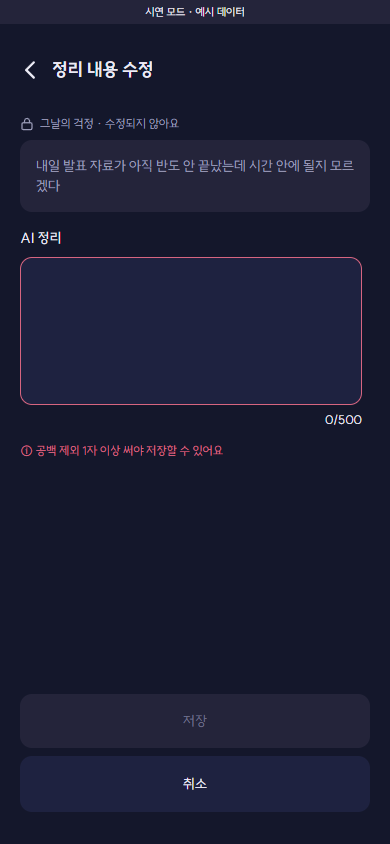 시연 모드 · 예시 데이터
정리 내용 수정
그날의 걱정 · 수정되지 않아요
내일 발표 자료가 아직 반도 안 끝났는데 시간 안에 될지 모르
겠다
AI 정리
0/500
공백 제외 1자 이상 써야 저장할 수 있어요
저장
취소